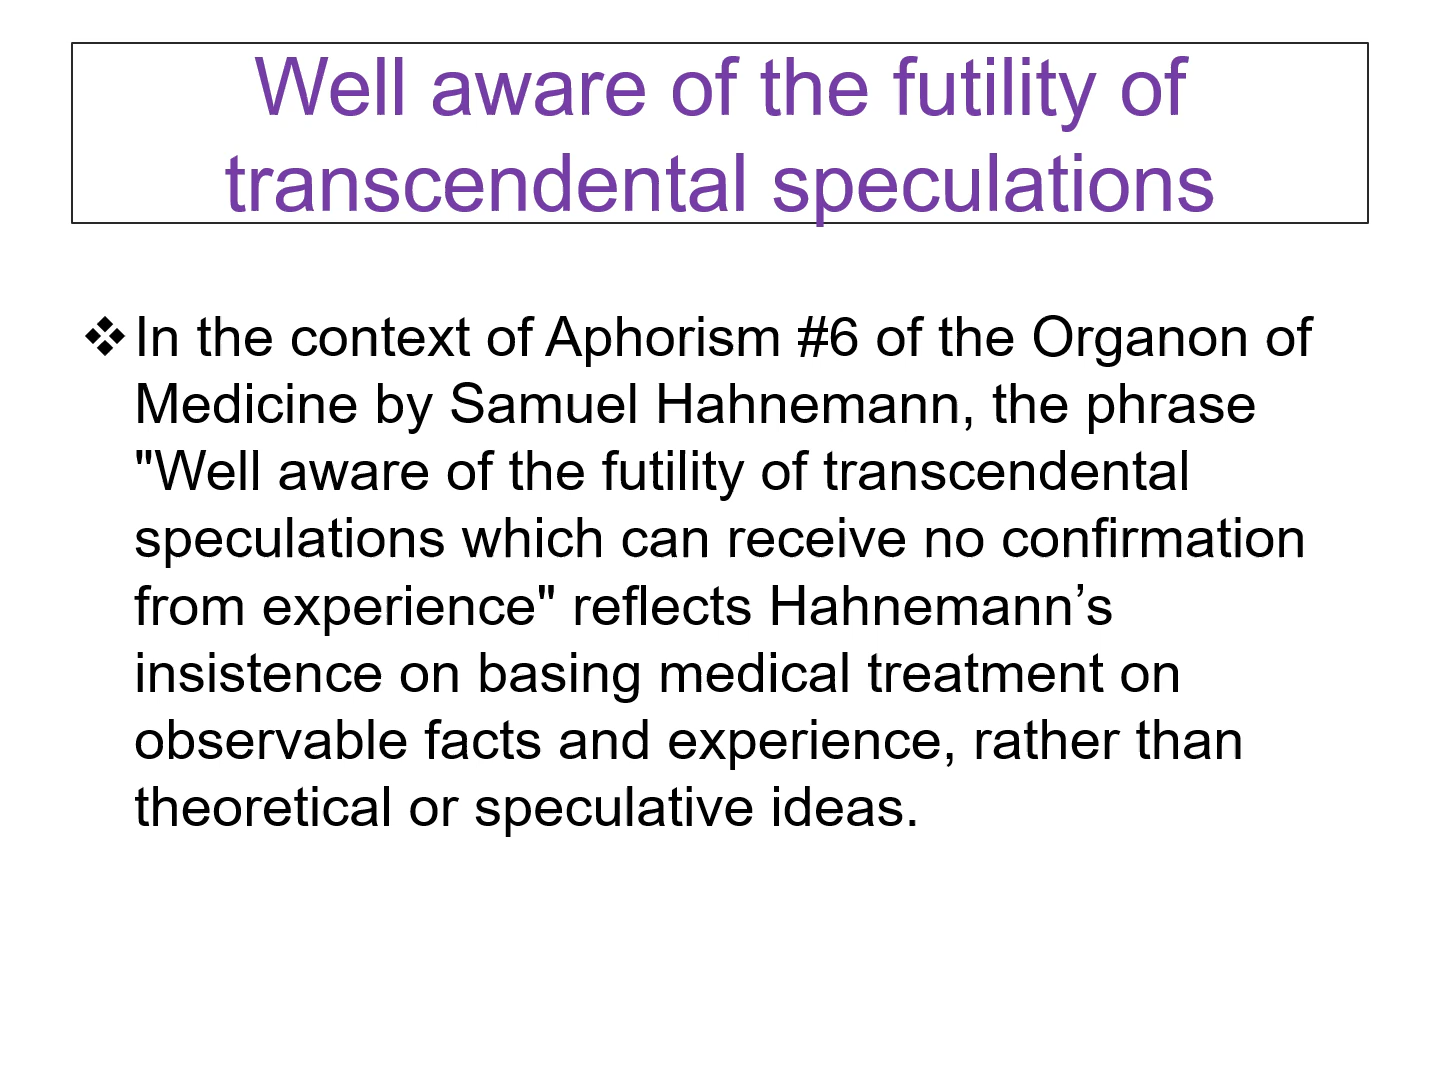 Well aware of the futility of
transcendental speculations
❖In the context of Aphorism #6 of the Organon of
Medicine by Samuel Hahnemann, the phrase
"Well aware of the futility of transcendental
speculations which can receive no confirmation
from experience" reflects Hahnemann’s
insistence on basing medical treatment on
observable facts and experience, rather than
theoretical or speculative ideas.